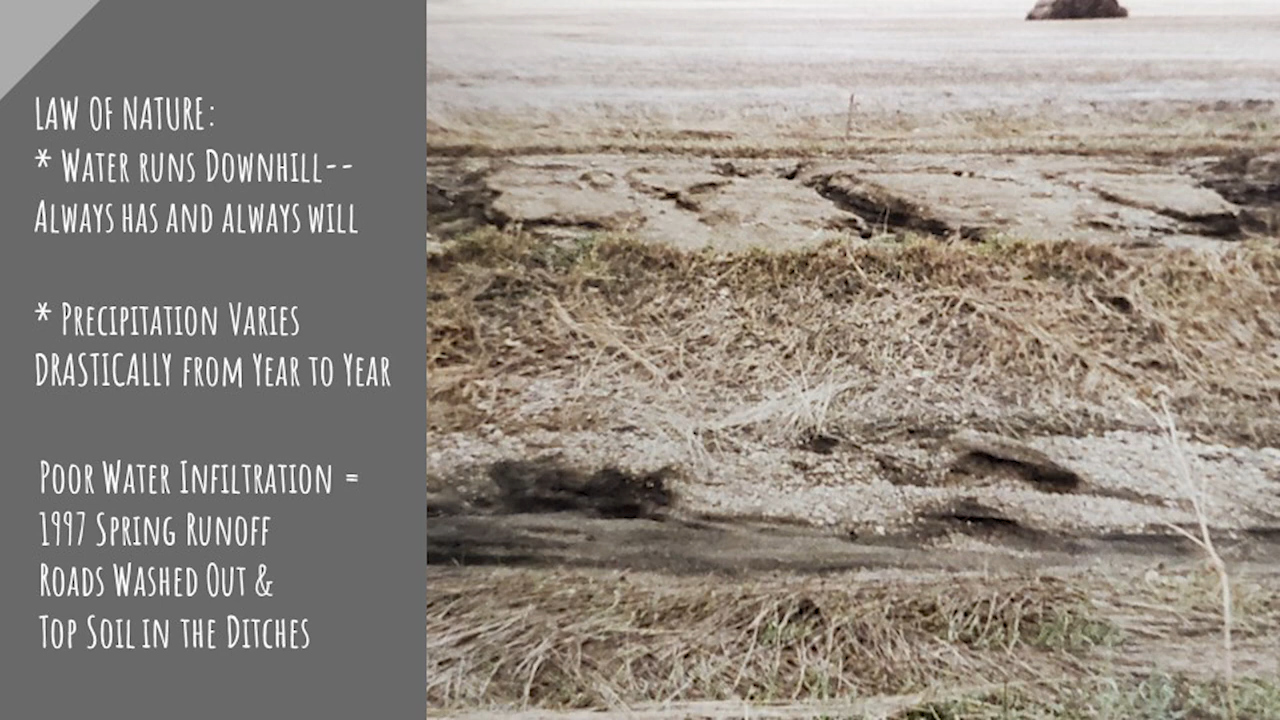 LAW OF NATURE:
* WATER RUNS DOWNHILL--
ALWAYS HAS AND ALWAYS WILL
* PRECIPITATION VARIES
DRASTICALLY FROM YEAR TO YEAR
POOR WATER INFILTRATION =
1997 SPRING RUNOFF
ROADS WASHED OUT &
TOP SOIL IN THE DITCHES